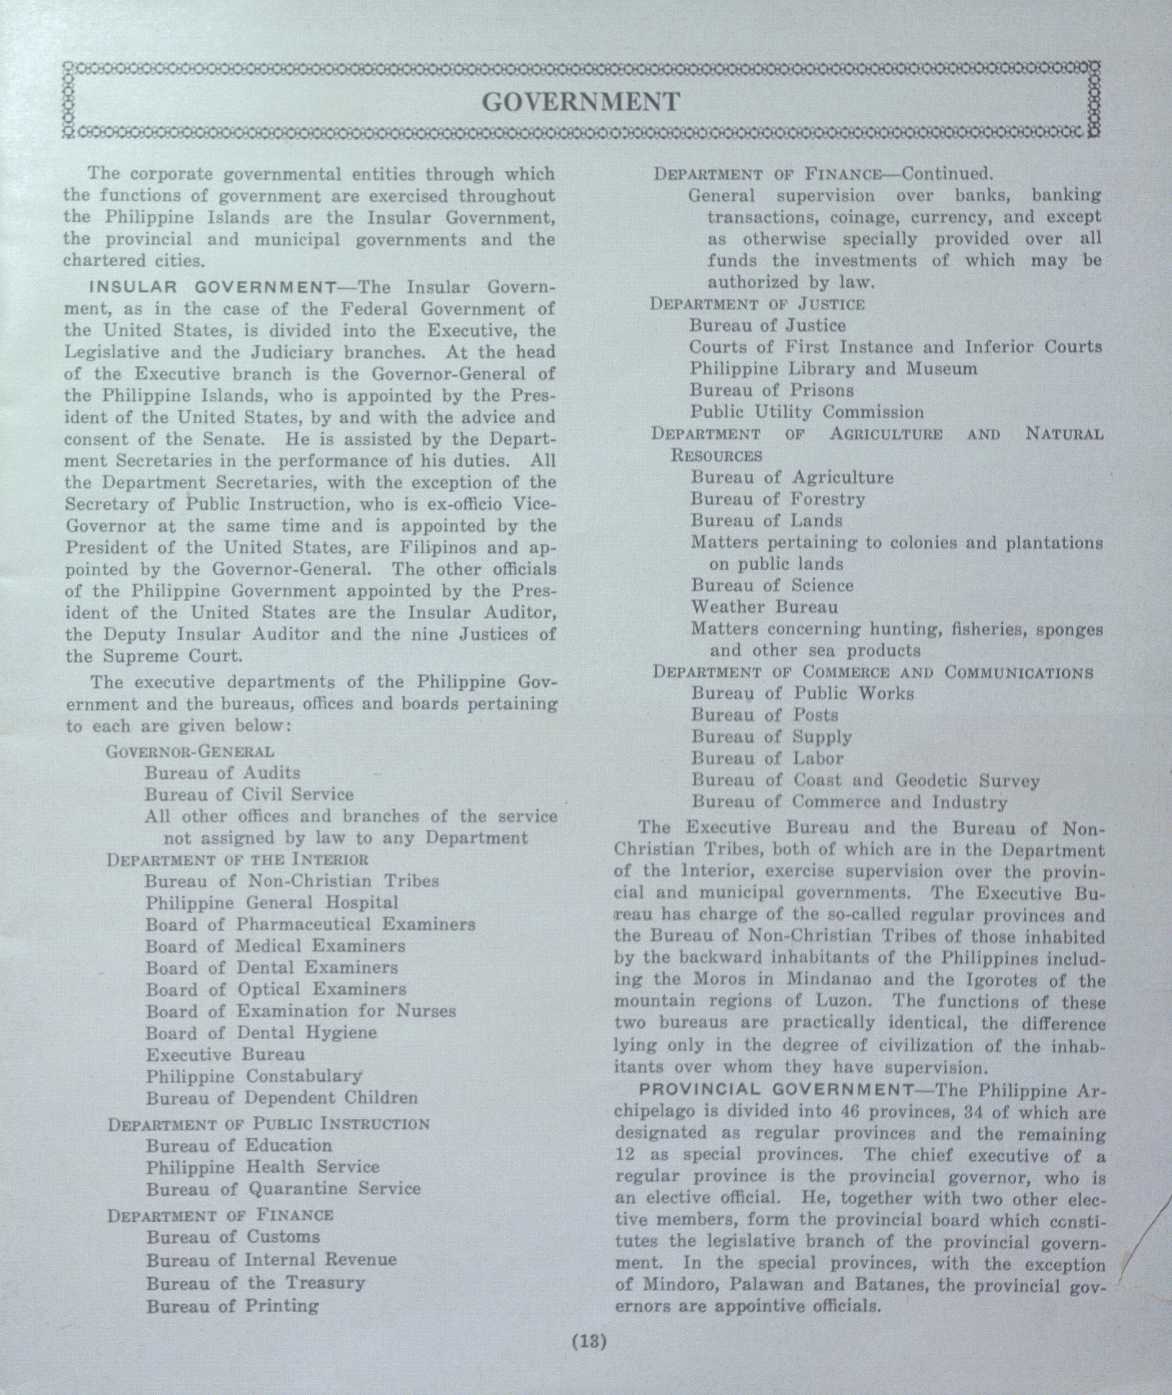 GOVERNMENT
The corporate governmental entities through which
the functions of government are exercised throughout
the Philippine Islands are the Insular Government,
the provincial and municipal governments and the
chartered cities.
INSULAR GOVERNMENT—The Insular Govern-
ment, as in the case of the Federal Government of
the United States, is divided into the Executive, the
Legislative and the Judiciary branches. At the head
of the Executive branch is the Governor-General of
the Philippine Islands, who is appointed by the Pres-
ident of the United States, by and with the advice and
consent of the Senate. He is assisted by the Depart-
ment Secretaries in the performance of his duties. All
the Department Secretaries, with the exception of the
Secretary of Public Instruction, who is ex-officio Vice-
Governor at the same time and is appointed by the
President of the United States, are Filipinos and ap-
pointed by the Governor-General. The other officials
of the Philippine Government appointed by the Pres-
ident of the United States are the Insular Auditor,
the Deputy Insular Auditor and the nine Justices of
the Supreme Court.
The executive departments of the Philippine Gov-
ernment and the bureaus, offices and boards pertaining
to each are given below:
GOVERNOR-GENERAL
Bureau of Audits
Bureau of Civil Service
All other offices and branches of the service
not assigned by law to any Department
DEPARTMENT OF THE INTERIOR
Bureau of Non-Christian Tribes
Philippine General Hospital
Board of Pharmaceutical Examiners
Board of Medical Examiners
Board of Dental Examiners
Board of Optical Examiners
Board of Examination for Nurses
Board of Dental Hygiene
Executive Bureau
Philippine Constabulary
Bureau of Dependent Children
DEPARTMENT OF PUBLIC INSTRUCTION
Bureau of Education
Philippine Health Service
Bureau of Quarantine Service
DEPARTMENT OF FINANCE
Bureau of Customs
Bureau of Internal Revenue
Bureau of the Treasury
Bureau of Printing
DEPARTMENT OF FINANCE—Continued.
General supervision over banks, banking
transactions, coinage, currency, and except
as otherwise specially provided over all
funds the investments of which may be
authorized by law.
DEPARTMENT OF JUSTICE
Bureau of Justice
Courts of First Instance and Inferior Courts
Philippine Library and Museum
Bureau of Prisons
Public Utility Commission
DEPARTMENT OF AGRICULTURE AND NATURAL
RESOURCES
Bureau of Agriculture
Bureau of Forestry
Bureau of Lands
Matters pertaining to colonies and plantations
on public lands
Bureau of Science
Weather Bureau
Matters concerning hunting, fisheries, sponges
and other sea products
DEPARTMENT OF COMMERCE AND COMMUNICATIONS
Bureau of Public Works
Bureau of Posts
Bureau of Supply
Bureau of Labor
Bureau of Coast and Geodetic Survey
Bureau of Commerce and Industry
The Executive Bureau and the Bureau of Non-
Christian Tribes, both of which are in the Department
of the Interior, exercise supervision over the provin-
cial and municipal governments. The Executive Bu-
reau has charge of the so-called regular provinces and
the Bureau of Non-Christian Tribes of those inhabited
by the backward inhabitants of the Philippines includ-
ing the Moros in Mindanao and the Igorotes of the
mountain regions of Luzon. The functions of these
two bureaus are practically identical, the difference
lying only in the degree of civilization of the inhab-
itants over whom they have supervision.
PROVINCIAL GOVERNMENT—The Philippine Ar-
chipelago is divided into 46 provinces, 34 of which are
designated as regular provinces and the remaining
12 as special provinces. The chief executive of a
regular province is the provincial governor, who is
an elective official. He, together with two other elec-
tive members, form the provincial board which consti-
tutes the legislative branch of the provincial govern-
ment. In the special provinces, with the exception
of Mindoro, Palawan and Batanes, the provincial gov-
ernors are appointive officials.
(13)